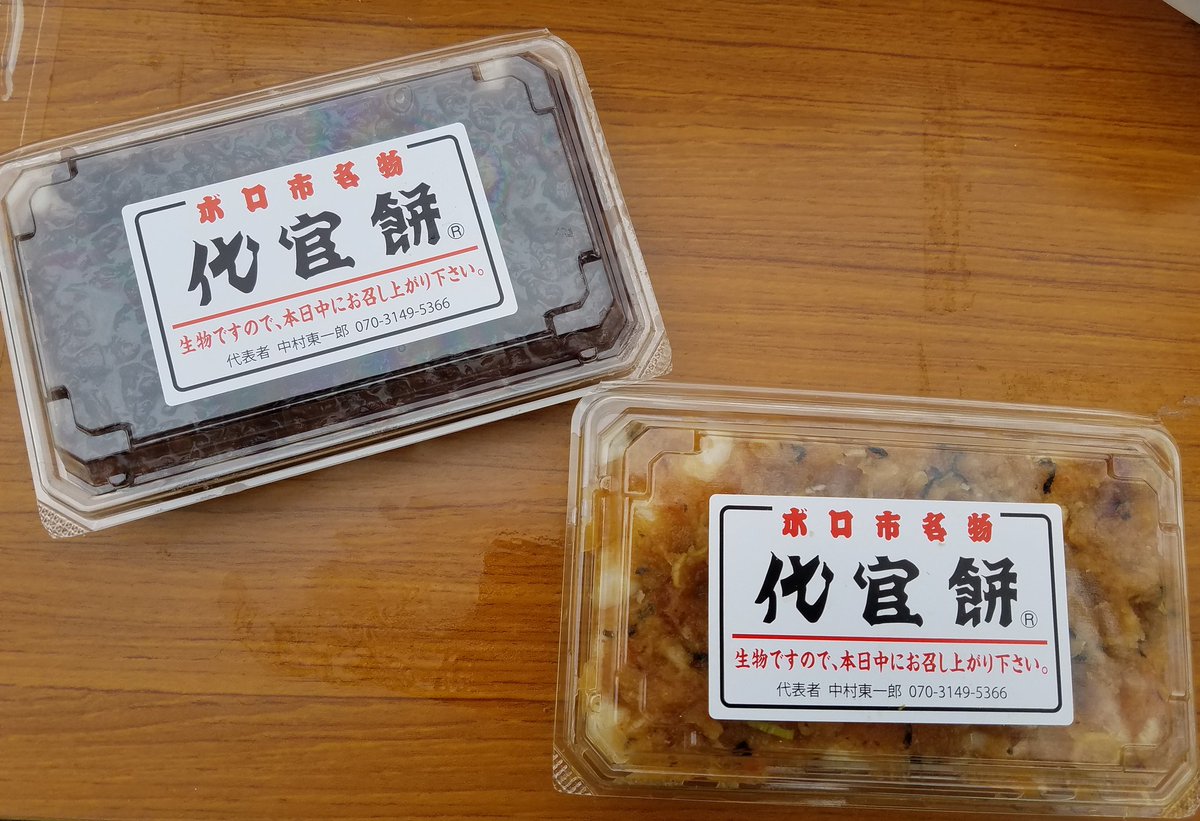 ボロ市名物
代官餅®
生物ですので、本日中にお召し上がり下さい。
代表者 中村東一郎 070-3149-5366
ボロ市名物
代官餅®
生物ですので、本日中にお召し上がり下さい。
代表者 中村東一郎 070-3149-5366